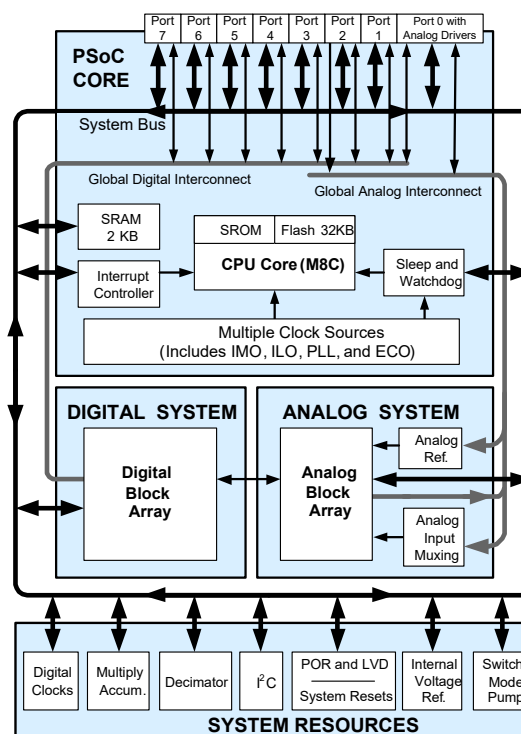 Port 7
Port 6
Port 5
Port 4
Port 3
Port 2
Port 1
Port 0 with
Analog Drivers
PSoC
CORE
System Bus
Global Digital Interconnect
Global Analog Interconnect
SRAM
2 KB
SROM
Flash 32KB
CPU Core (M8C)
Interrupt
Controller
Sleep and
Watchdog
Multiple Clock Sources
(Includes IMO, ILO, PLL, and ECO)
DIGITAL SYSTEM
ANALOG SYSTEM
Digital
Block
Array
Analog
Block
Array
Analog
Ref.
Analog
Input
Muxing
Digital
Clocks
Multiply
Accum.
Decimator
I²C
POR and LVD
System Resets
Internal
Voltage
Ref.
Switch
Mode
Pump
SYSTEM RESOURCES